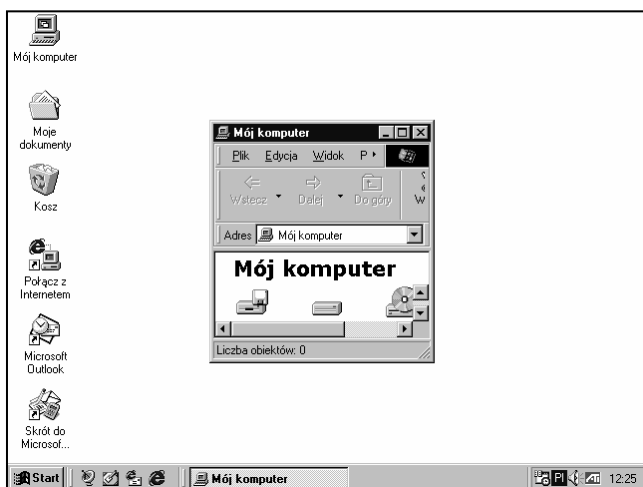 Mój komputer
Moje
dokumenty
Kosz
Połącz z
Internetem
Microsoft
Outlook
Skrót do
Microsof...
Mój komputer
Plik Edycja Widok P
Wstecz Dalej Do góry W
Adres Mój komputer
Mój komputer
Liczba obiektów: 0
Start Mój komputer Pl 12:25